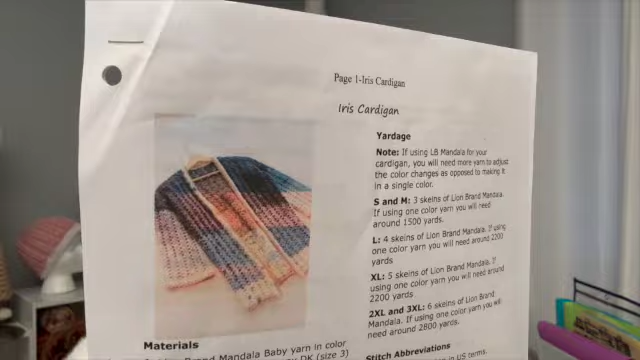 Page 1-Iris Cardigan
Iris Cardigan
Yardage
Note: If using LB Mandala for your
cardigan, you will need more yarn to adjust
the color changes as opposed to making it
in a single color.
S and M: 3 skeins of Lion Brand Mandala.
If using one color yarn you will need
around 1500 yards.
L: 4 skeins of Lion Brand Mandala. If using
one color yarn you will need around 2200
yards
XL: 5 skeins of Lion Brand Mandala. If
using one color yarn you will need around
2200 yards
2XL and 3XL: 6 skeins of Lion Brand
Mandala. If using one color yarn you will
need around 2800 yards.
Stitch Abbreviations
in US terms
Materials
Brand Mandala Baby yarn in color
DK (size 3)